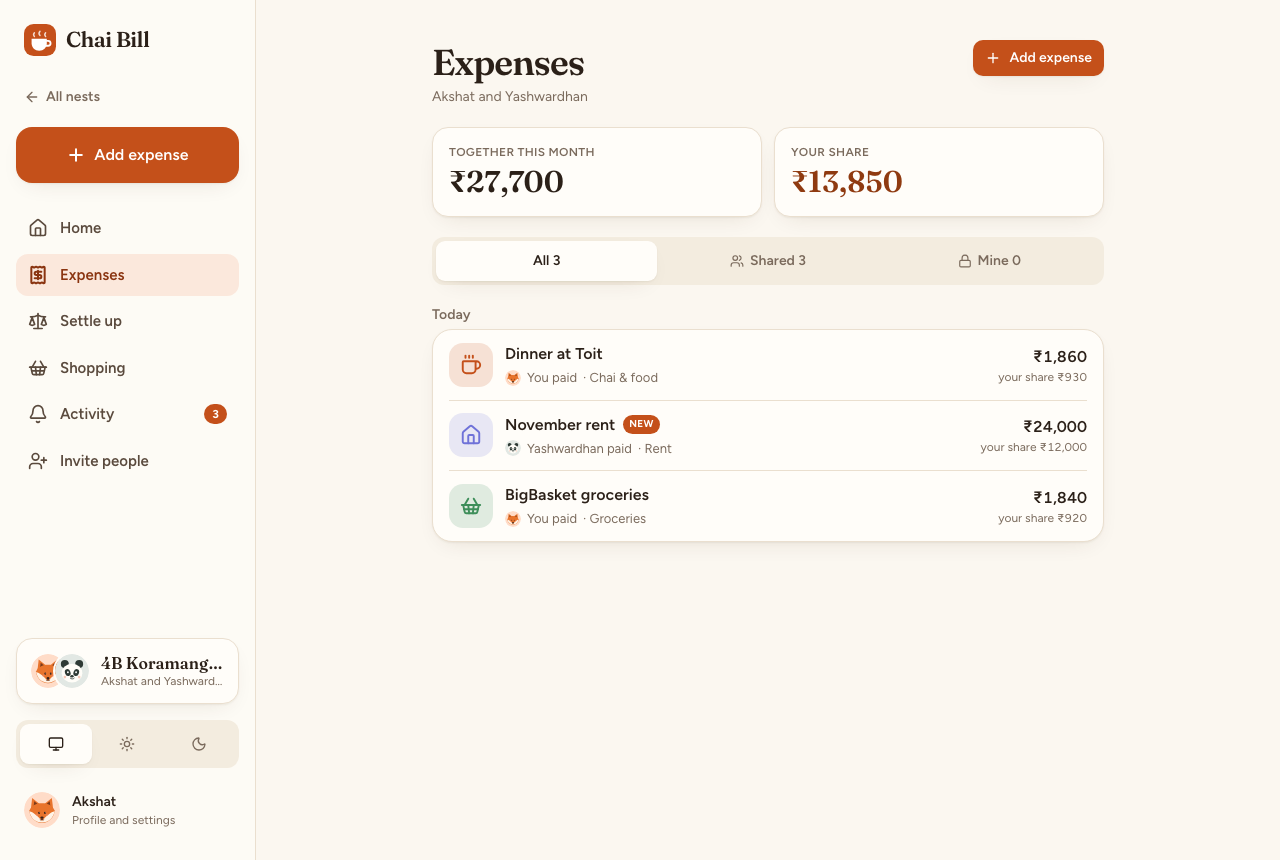 Chai Bill
All nests
Add expense
Home
Expenses
Settle up
Shopping
Activity 3
Invite people
4B Koramang...
Akshat and Yashward...
Akshat
Profile and settings
Expenses
Akshat and Yashwardhan
Add expense
TOGETHER THIS MONTH
₹27,700
YOUR SHARE
₹13,850
All 3
Shared 3
Mine 0
Today
Dinner at Toit
You paid · Chai & food
₹1,860
your share ₹930
November rent NEW
Yashwardhan paid · Rent
₹24,000
your share ₹12,000
BigBasket groceries
You paid · Groceries
₹1,840
your share ₹920